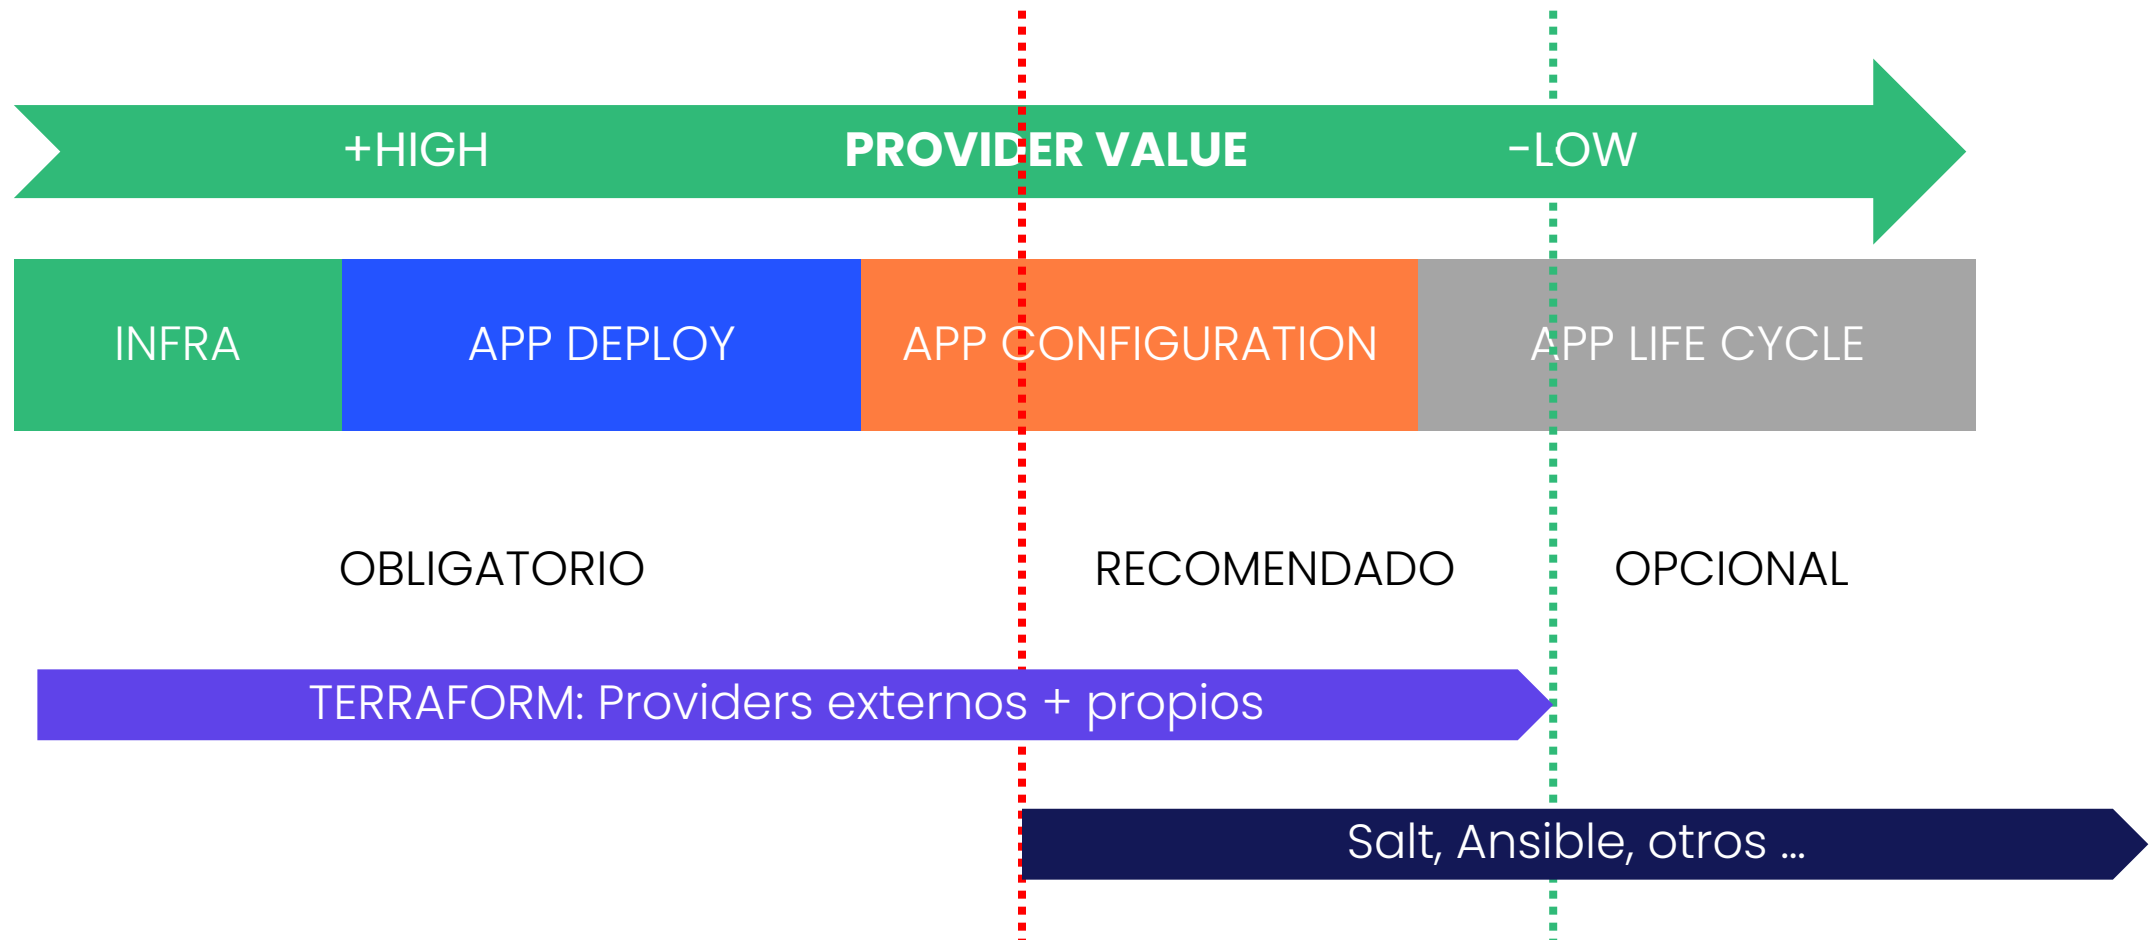 +HIGH PROVIDER VALUE -LOW
INFRA APP DEPLOY APP CONFIGURATION APP LIFE CYCLE
OBLIGATORIO RECOMENDADO OPCIONAL
TERRAFORM: Providers externos + propios
Salt, Ansible, otros ...